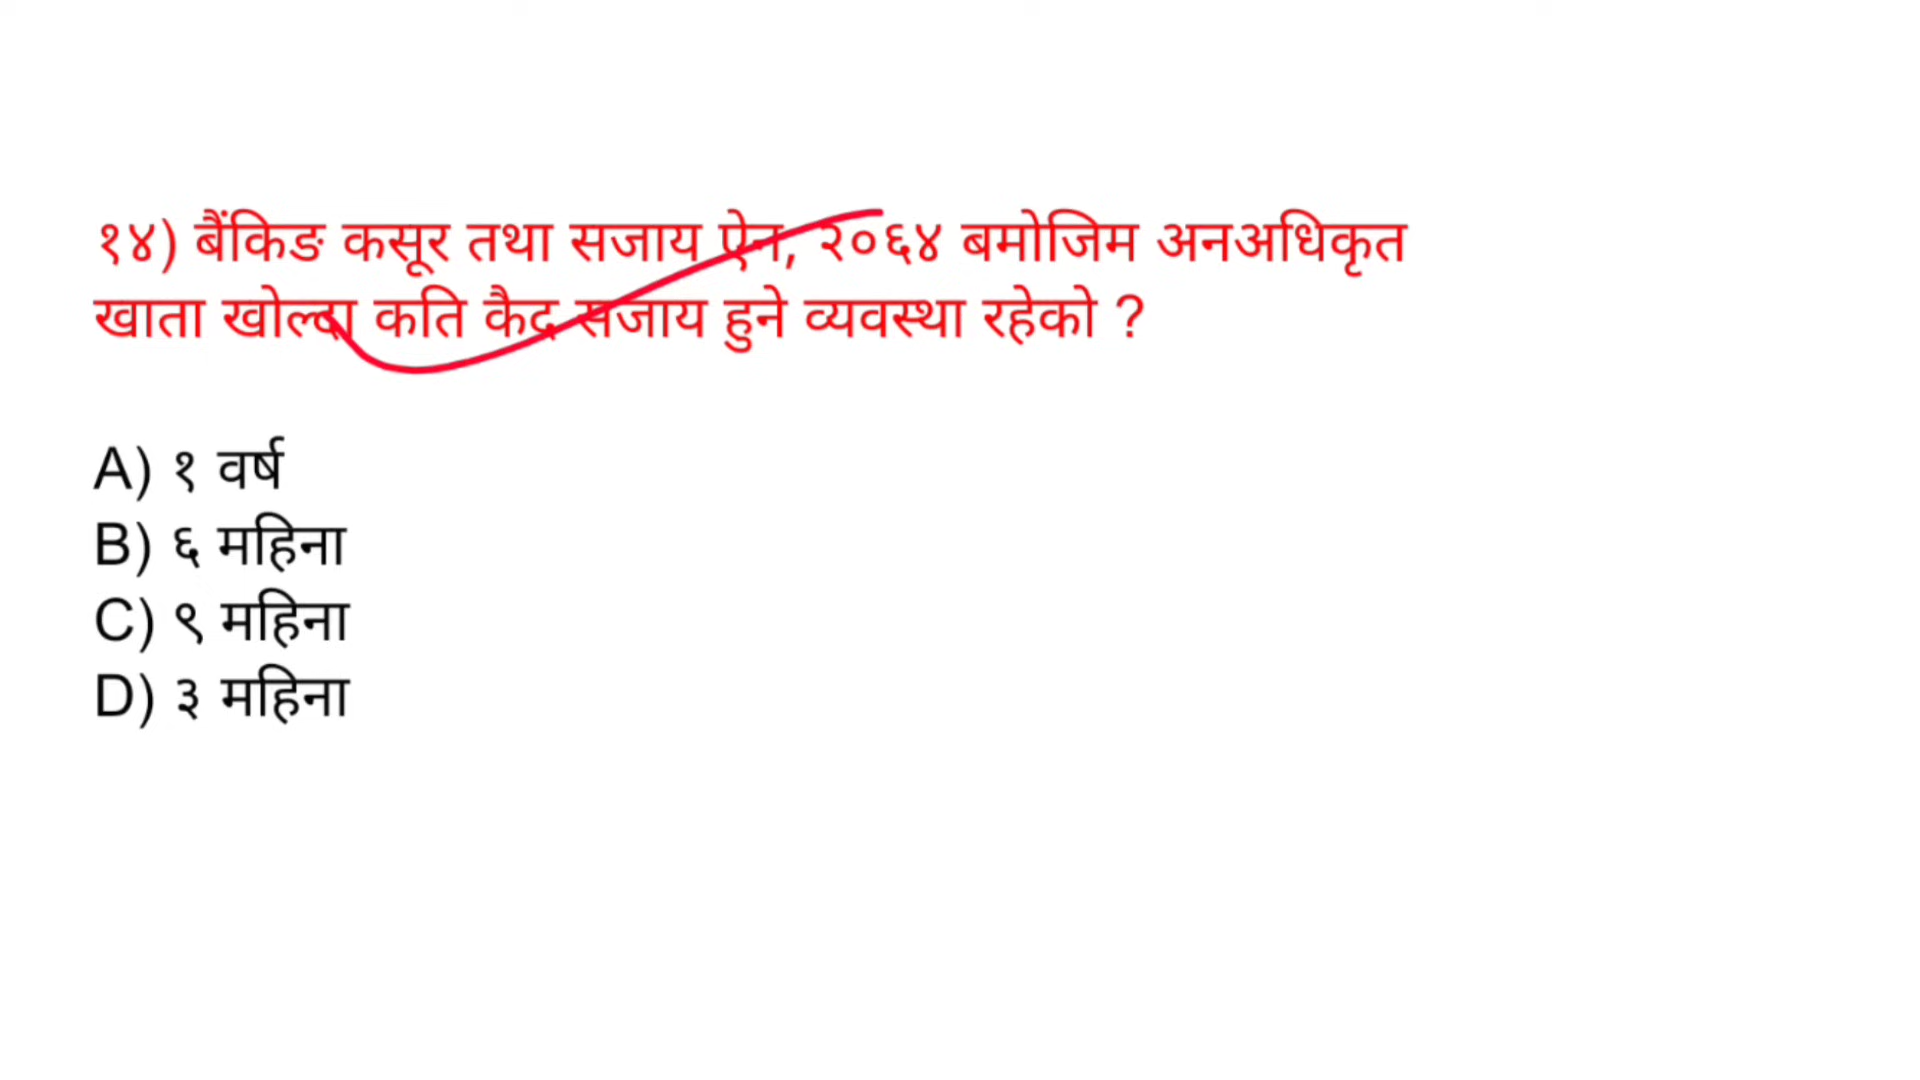 १४) बैंकिङ कसूर तथा सजाय ऐन, २०६४ बमोजिम अनअधिकृत
खाता खोल्दा कति कैद सजाय हुने व्यवस्था रहेको ?
A) १ वर्ष
B) ६ महिना
C) ९ महिना
D) ३ महिना